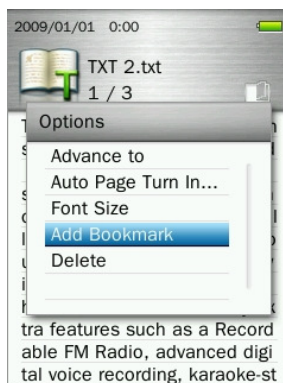 2009/01/01 0:00
TXT 2.txt
1 / 3
Options
Advance to
Auto Page Turn In...
Font Size
Add Bookmark
Delete
tra features such as a Record
able FM Radio, advanced digi
tal voice recording, karaoke-st